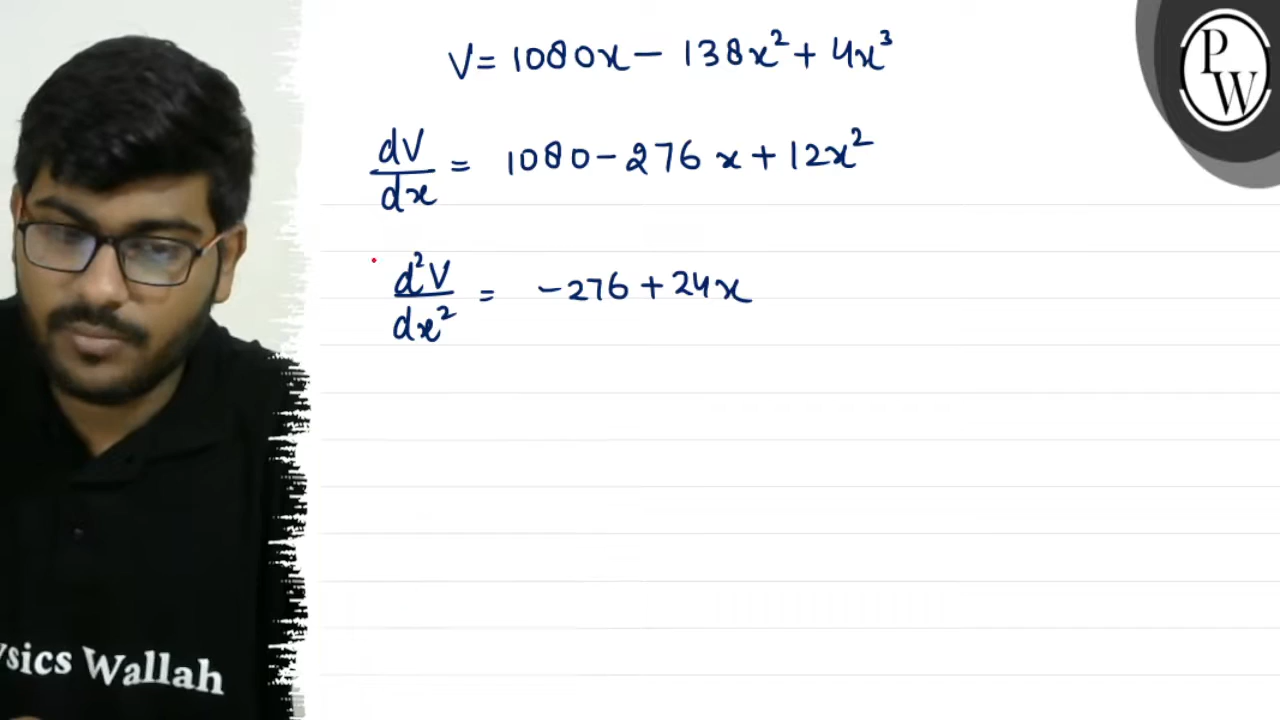 V = 1080x - 138x² + 4x³
dV/dx = 1080 - 276x + 12x²
d²V/dx² = -276 + 24x
PW
ysics Wallah